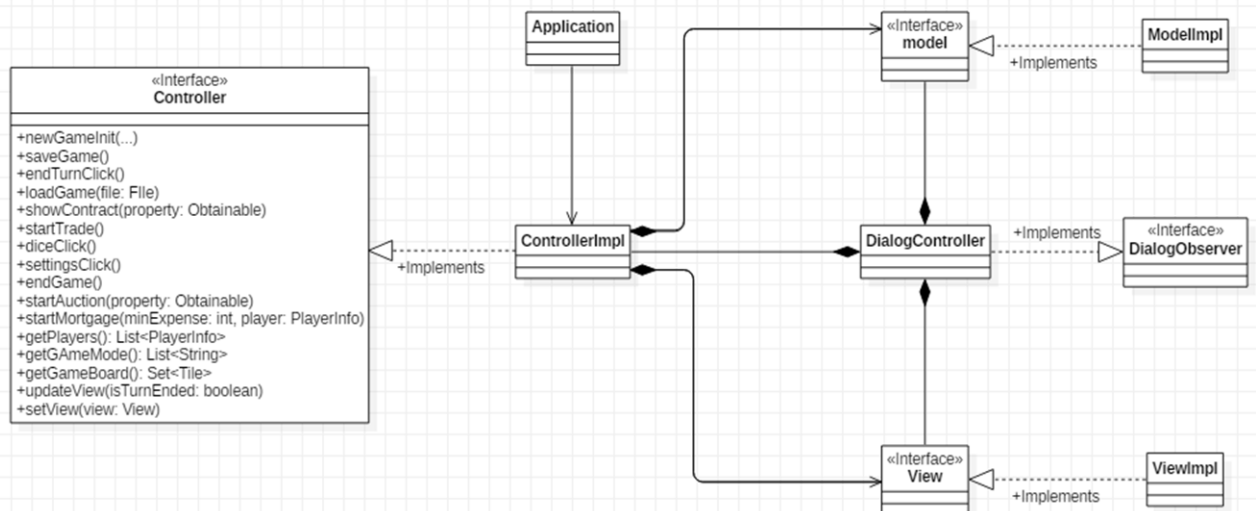 «Interface»
Controller
+newGameInit(...)
+saveGame()
+endTurnClick()
+loadGame(file: FIle)
+showContract(property: Obtainable)
+startTrade()
+diceClick()
+settingsClick()
+endGame()
+startAuction(property: Obtainable)
+startMortgage(minExpense: int, player: PlayerInfo)
+getPlayers(): List<PlayerInfo>
+getGAmeMode(): List<String>
+getGameBoard(): Set<Tile>
+updateView(isTurnEnded: boolean)
+setView(view: View)
+Implements
Application
ControllerImpl
«Interface»
model
+Implements
ModelImpl
DialogController
+Implements
«Interface»
DialogObserver
«Interface»
View
+Implements
ViewImpl